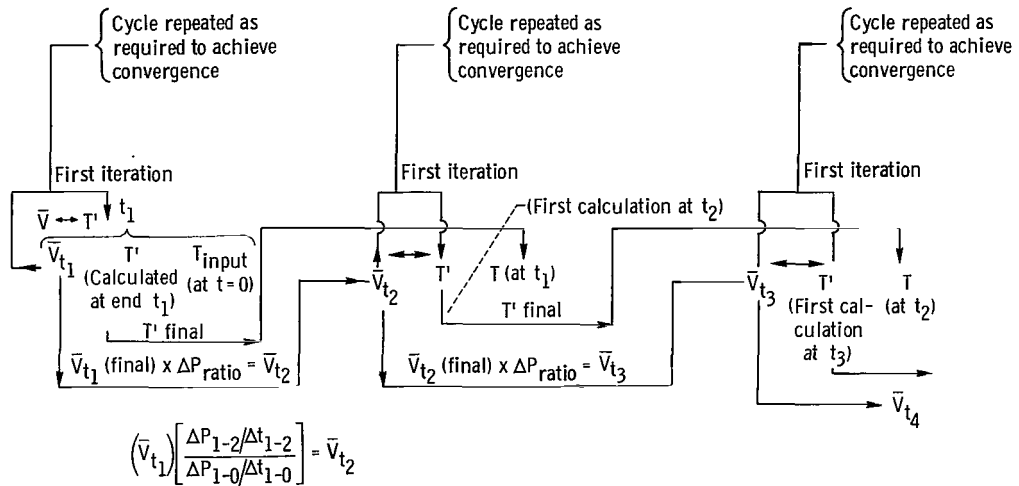 Cycle repeated as
required to achieve
convergence
Cycle repeated as
required to achieve
convergence
Cycle repeated as
required to achieve
convergence
First iteration
First iteration
First iteration
V̅ ↔ T' t₁
(First calculation at t₂)
V̅t₁ T' Tinput
(Calculated (at t = 0)
at end t₁)
T' final
V̅t₂ T' T (at t₁)
T' final
V̅t₃ T' T
(First cal- (at t₂)
culation
at t₃)
V̅t₁ (final) x ΔPratio = V̅t₂
V̅t₂ (final) x ΔPratio = V̅t₃
V̅t₄
(V̅t₁) [ΔP₁₋₂/Δt₁₋₂
ΔP₁₋₀/Δt₁₋₀] = V̅t₂